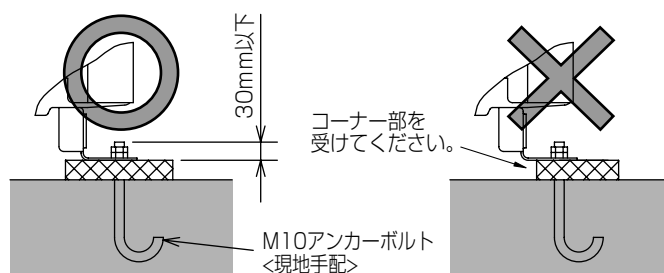 30mm以下
コーナー部を
受けてください。
M10アンカーボルト
<現地手配>